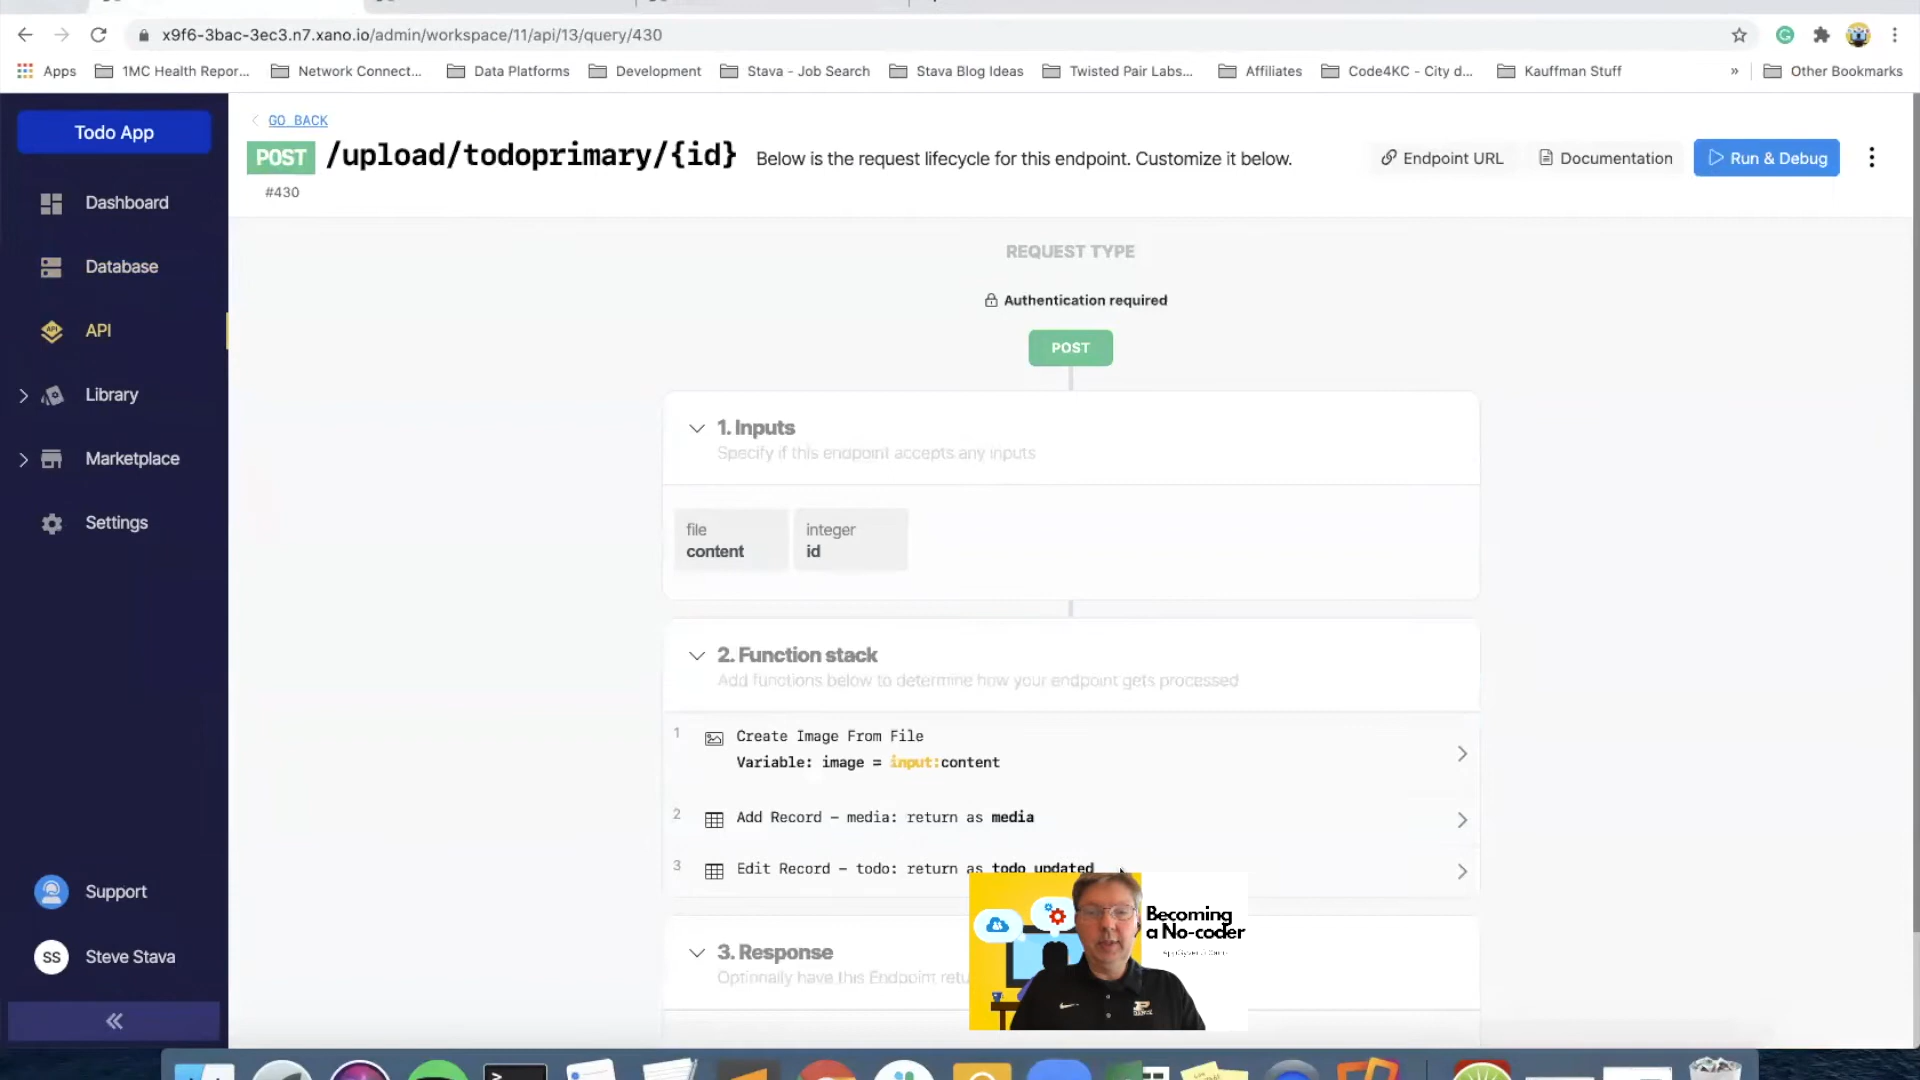 x9f6-3bac-3ec3.n7.xano.io/admin/workspace/11/api/13/query/430
Apps
1MC Health Repor...
Network Connect...
Data Platforms
Development
Stava - Job Search
Stava Blog Ideas
Twisted Pair Labs...
Affiliates
Code4KC - City d...
Kauffman Stuff
»
Other Bookmarks
Todo App
GO BACK
POST /upload/todoprimary/{id} Below is the request lifecycle for this endpoint. Customize it below.
Endpoint URL
Documentation
Run & Debug
#430
Dashboard
Database
API
Library
Marketplace
Settings
Support
SS Steve Stava
REQUEST TYPE
Authentication required
POST
1. Inputs
Specify if this endpoint accepts any inputs
file
content
integer
id
2. Function stack
Add functions below to determine how your endpoint gets processed
1 Create Image From File
Variable: image = input:content
2 Add Record - media: return as media
3 Edit Record - todo: return as todo_updated
3. Response
Optionally have this Endpoint retu
Becoming
a No-coder